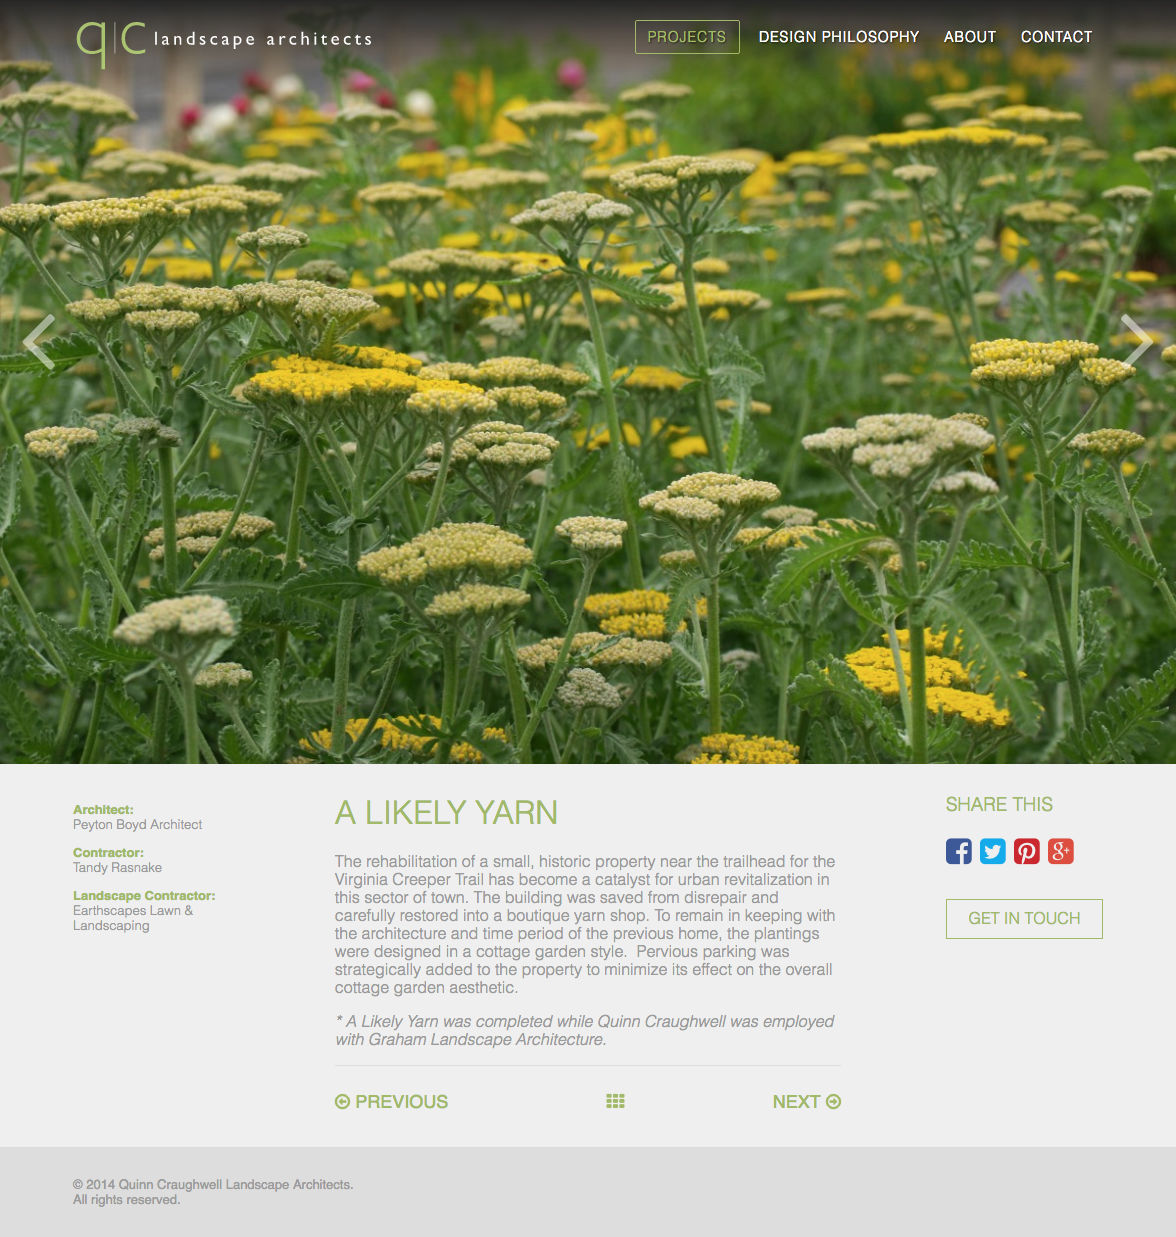 q|c landscape architects
PROJECTS
DESIGN PHILOSOPHY
ABOUT
CONTACT
Architect:
Peyton Boyd Architect
Contractor:
Tandy Rasnake
Landscape Contractor:
Earthscapes Lawn &
Landscaping
A LIKELY YARN
The rehabilitation of a small, historic property near the trailhead for the
Virginia Creeper Trail has become a catalyst for urban revitalization in
this sector of town. The building was saved from disrepair and
carefully restored into a boutique yarn shop. To remain in keeping with
the architecture and time period of the previous home, the plantings
were designed in a cottage garden style.  Pervious parking was
strategically added to the property to minimize its effect on the overall
cottage garden aesthetic.
* A Likely Yarn was completed while Quinn Craughwell was employed
with Graham Landscape Architecture.
PREVIOUS
NEXT
SHARE THIS
GET IN TOUCH
© 2014 Quinn Craughwell Landscape Architects.
All rights reserved.